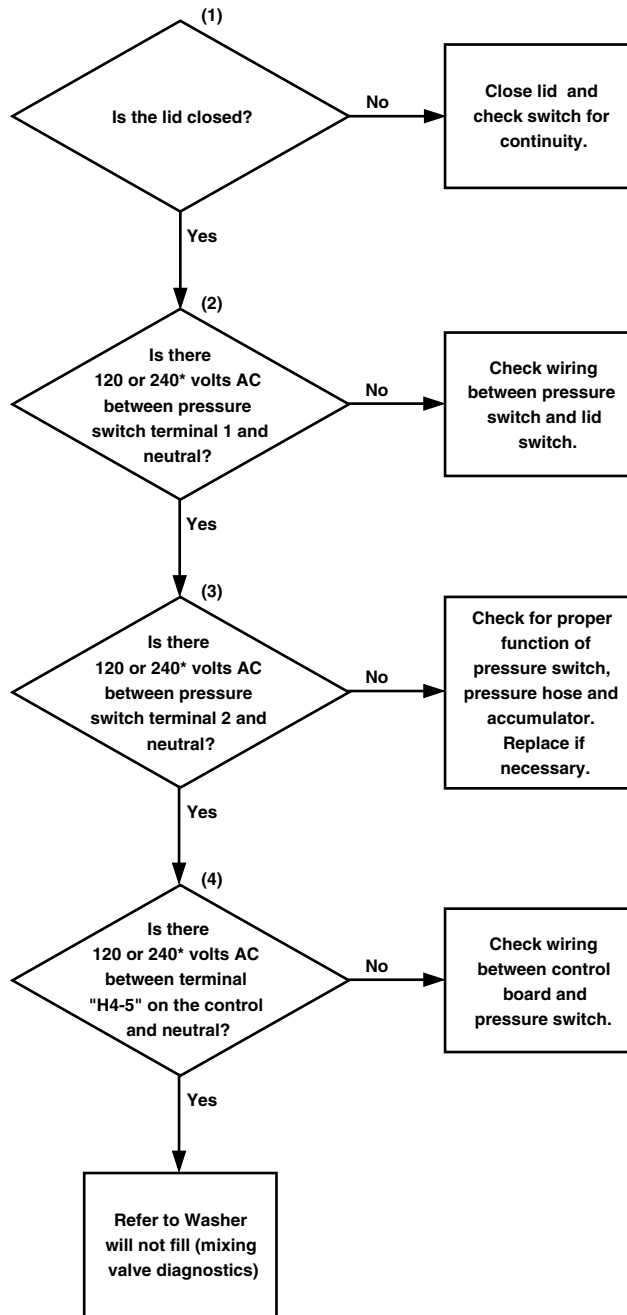 (1)
Is the lid closed?
No
Close lid and
check switch for
continuity.
Yes
(2)
Is there
120 or 240* volts AC
between pressure
switch terminal 1 and
neutral?
No
Check wiring
between pressure
switch and lid
switch.
Yes
(3)
Is there
120 or 240* volts AC
between pressure
switch terminal 2 and
neutral?
No
Check for proper
function of
pressure switch,
pressure hose and
accumulator.
Replace if
necessary.
Yes
(4)
Is there
120 or 240* volts AC
between terminal
"H4-5" on the control
and neutral?
No
Check wiring
between control
board and
pressure switch.
Yes
Refer to Washer
will not fill (mixing
valve diagnostics)